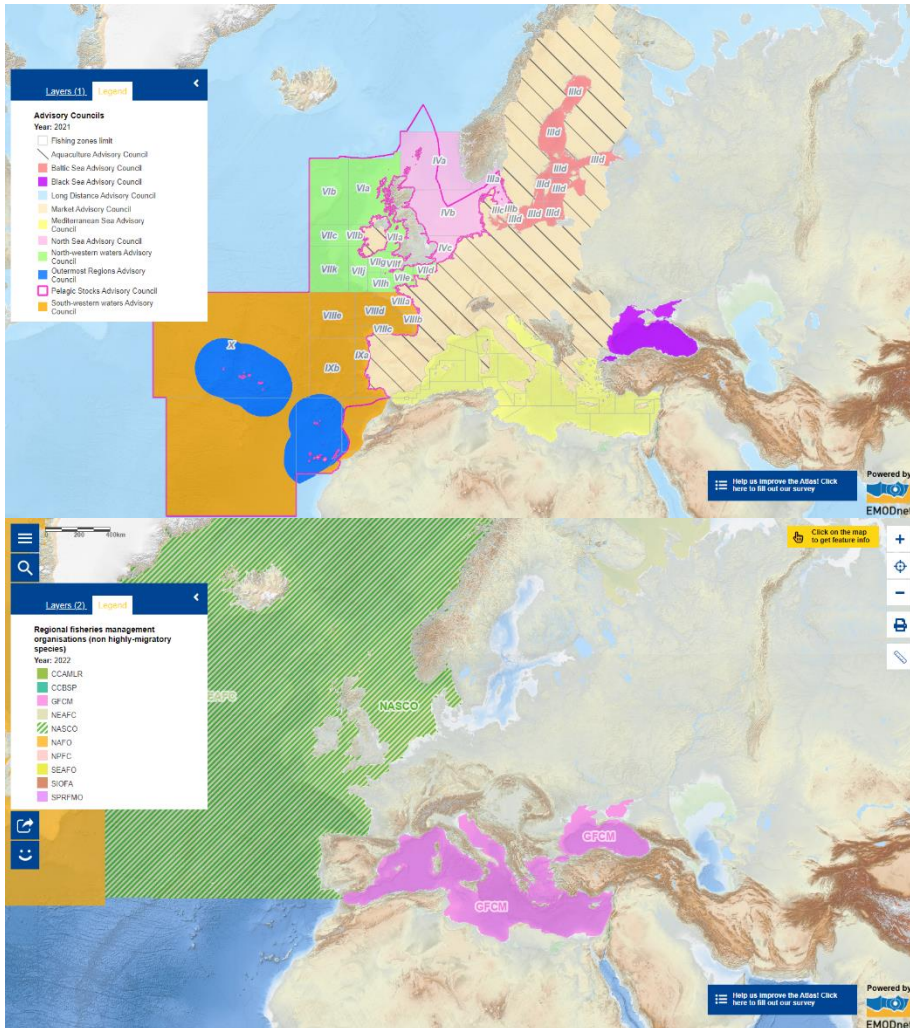 Layers (1) Legend
Advisory Councils
Year: 2021
Fishing zones limit
Aquaculture Advisory Council
Baltic Sea Advisory Council
Black Sea Advisory Council
Long Distance Advisory Council
Market Advisory Council
Mediterranean Sea Advisory
Council
North Sea Advisory Council
North-western waters Advisory
Council
Outermost Regions Advisory
Council
Pelagic Stocks Advisory Council
South-western waters Advisory
Council
IIId
IIId
IVa
IIId
IIId
VIb
VIa
IIIa
IIId
IIId
IIIc
IIIb
IIId
IIId
IIId
IVb
VIIc
VIIb
VIIa
IVc
VIIk
VIIj
VIIg
VIIf
VIId
VIIe
VIIh
VIIIa
VIIIe
VIIId
VIIIb
VIIIc
X
IXb
IXa
Help us improve the Atlas! Click
here to fill out our survey
Powered by
EMODnet
0 200 400km
Click on the map
to get feature info
Layers (2) Legend
Regional fisheries management
organisations (non highly-migratory
species)
Year: 2022
CCAMLR
CCBSP
GFCM
NEAFC
NASCO
NAFO
NPFC
SEAFO
SIOFA
SPRFMO
EAFC
NASCO
GFCM
GFCM
Help us improve the Atlas! Click
here to fill out our survey
Powered by
EMODnet